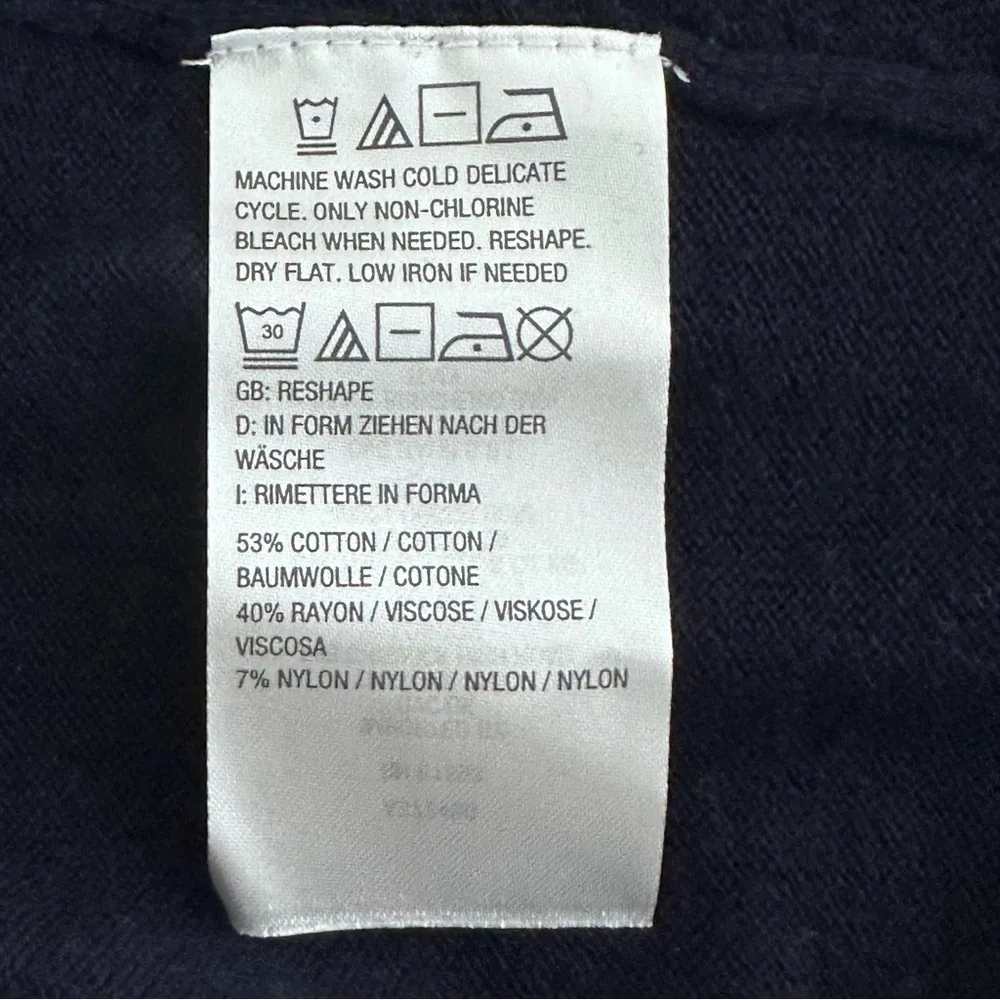 MACHINE WASH COLD DELICATE
CYCLE. ONLY NON-CHLORINE
BLEACH WHEN NEEDED. RESHAPE.
DRY FLAT. LOW IRON IF NEEDED
30
GB: RESHAPE
D: IN FORM ZIEHEN NACH DER
WÄSCHE
I: RIMETTERE IN FORMA
53% COTTON / COTTON /
BAUMWOLLE / COTONE
40% RAYON / VISCOSE / VISKOSE /
VISCOSA
7% NYLON / NYLON / NYLON / NYLON